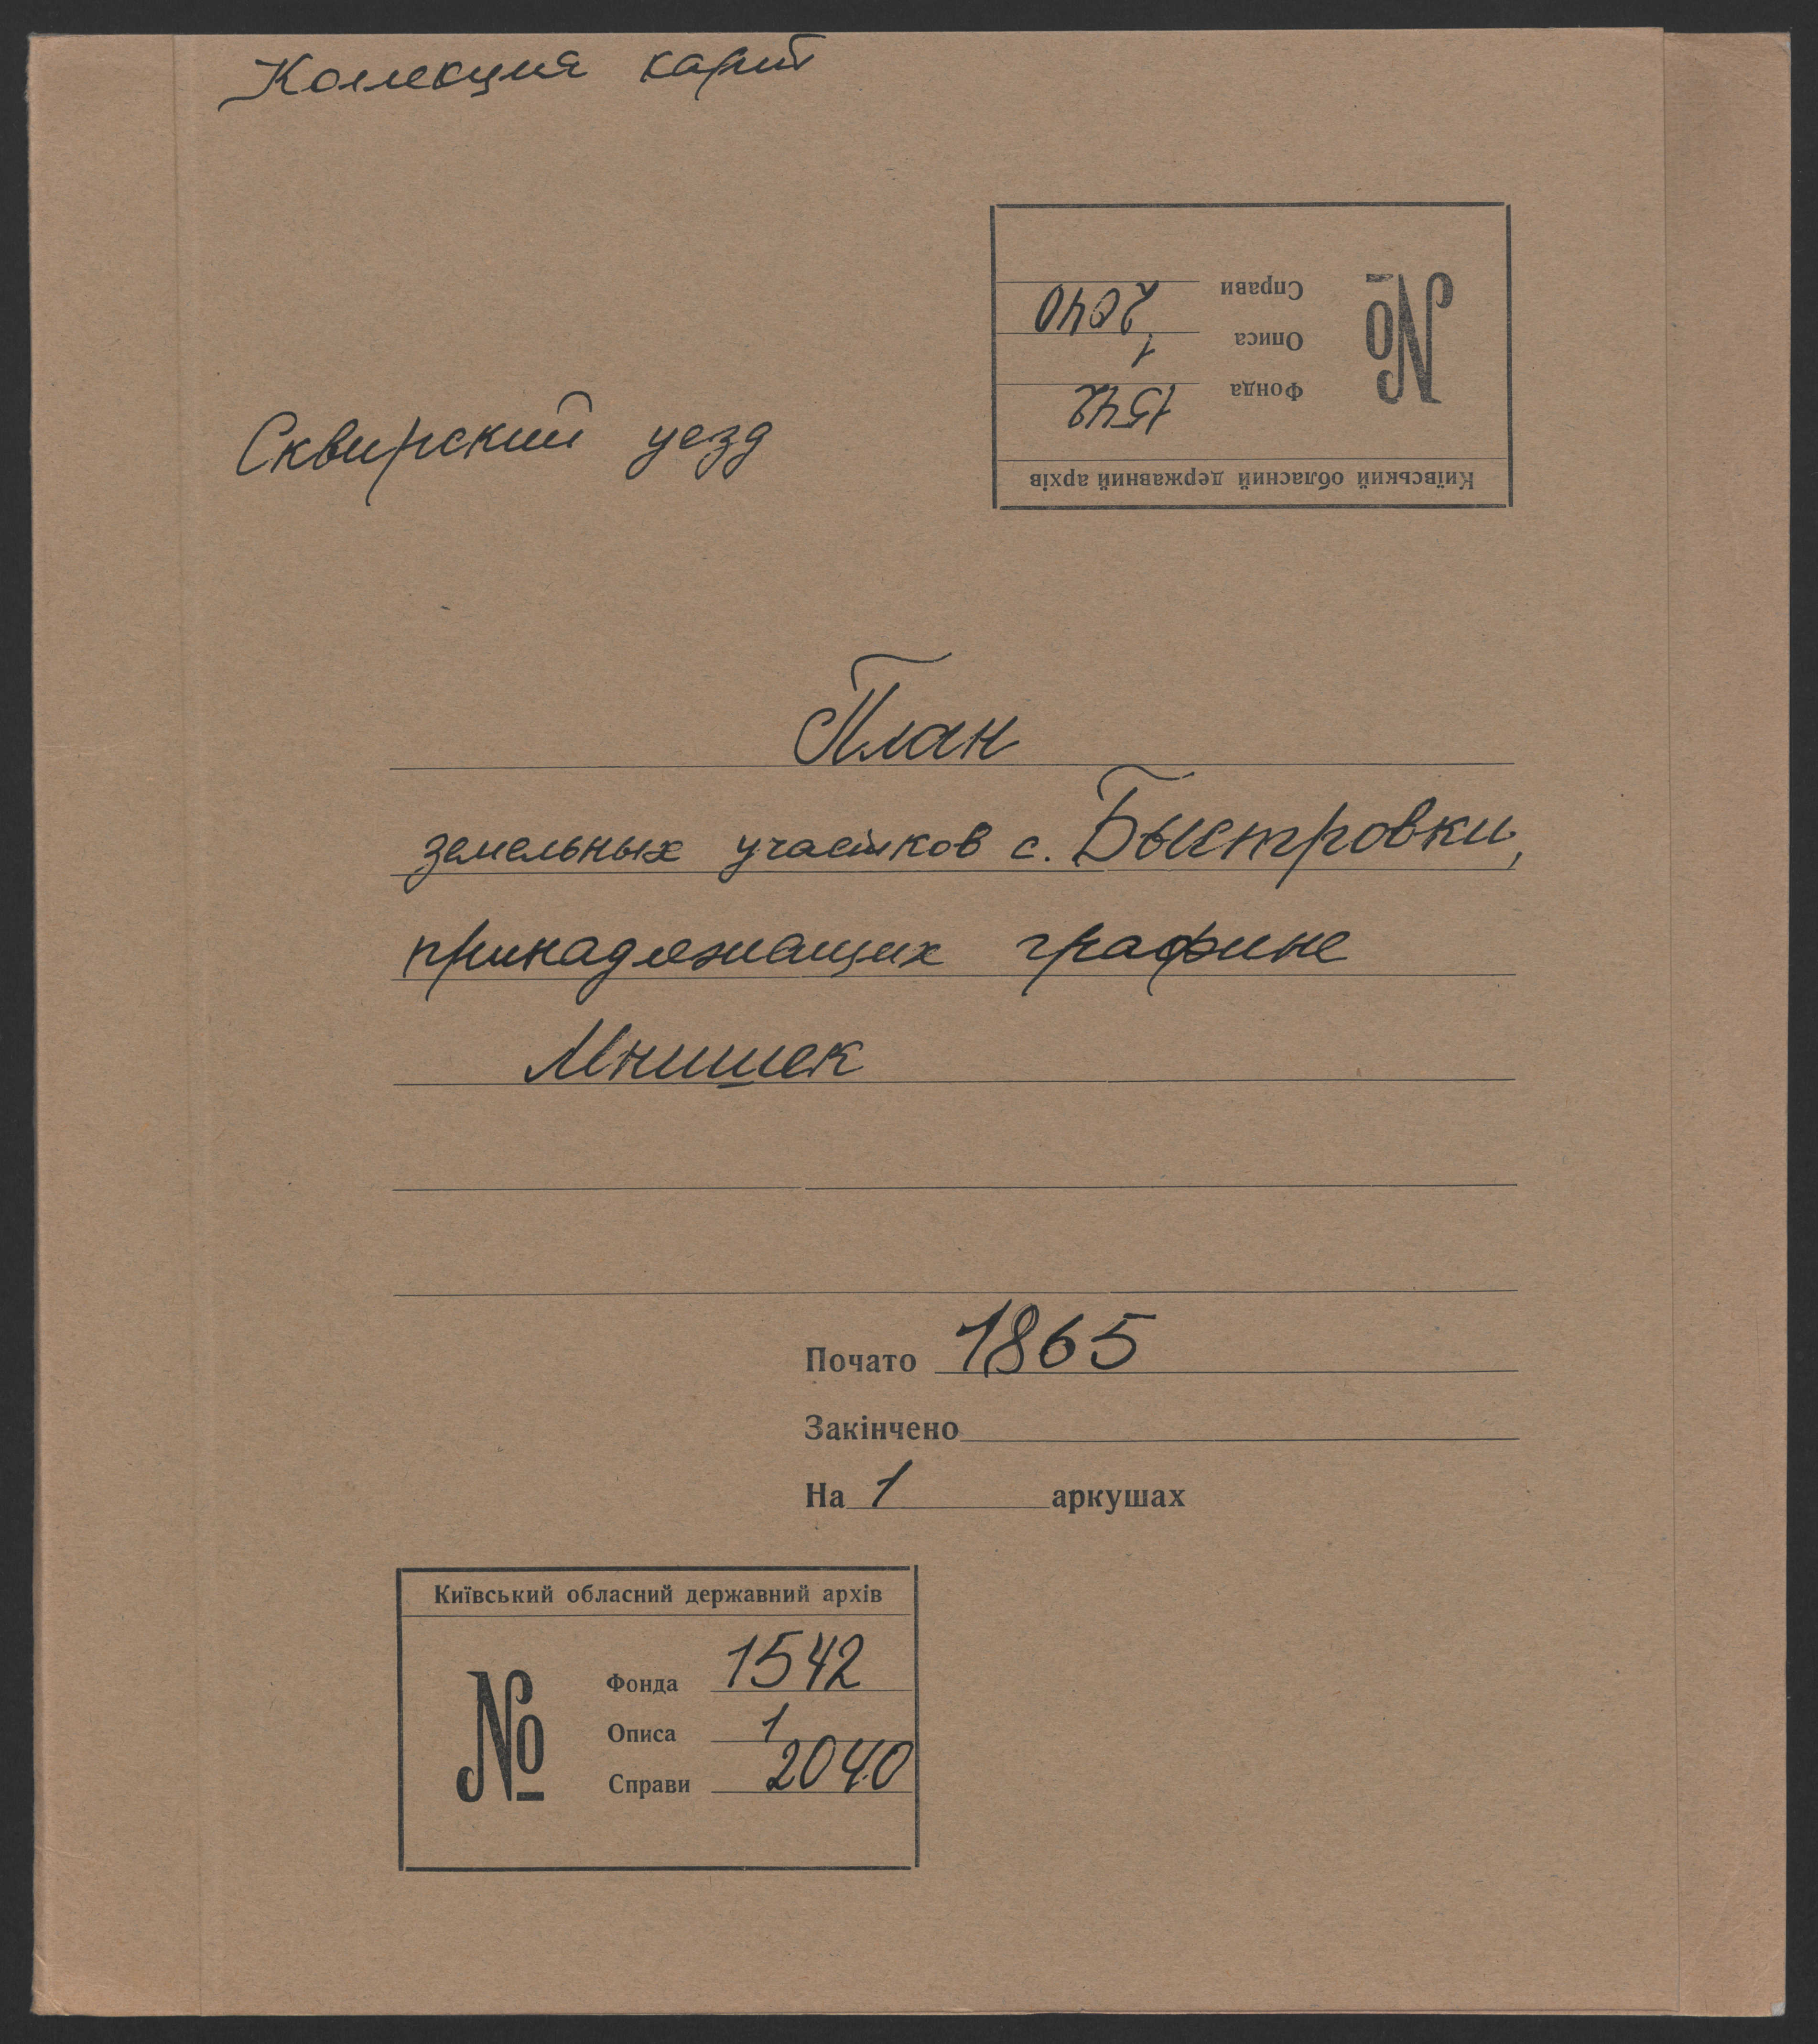 Коллекция карт
№
Справи 2040
Описа 1
Фонда 1542
Київський обласний державний архів
Сквирский уезд
План
земельных участков с. Быстровки,
принадлежащих графине
Мнишек
Почато 1865
Закінчено
На 1 аркушах
Київський обласний державний архів
№
Фонда 1542
Описа 1
Справи 2040